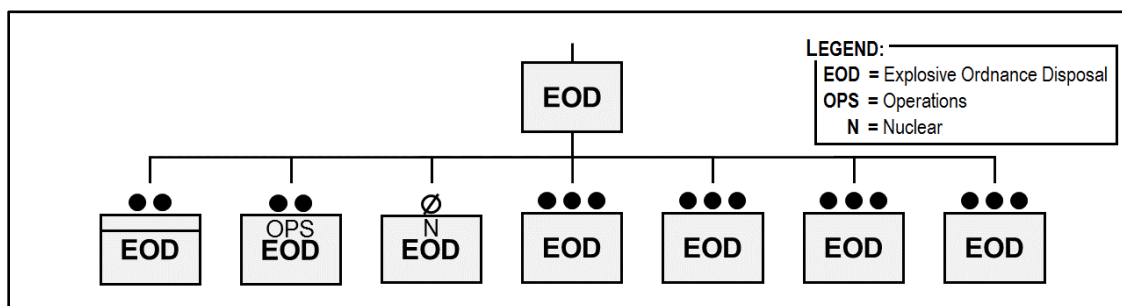 LEGEND:
EOD = Explosive Ordnance Disposal
OPS = Operations
N = Nuclear
EOD
EOD
OPS
EOD
N
EOD
EOD
EOD
EOD
EOD